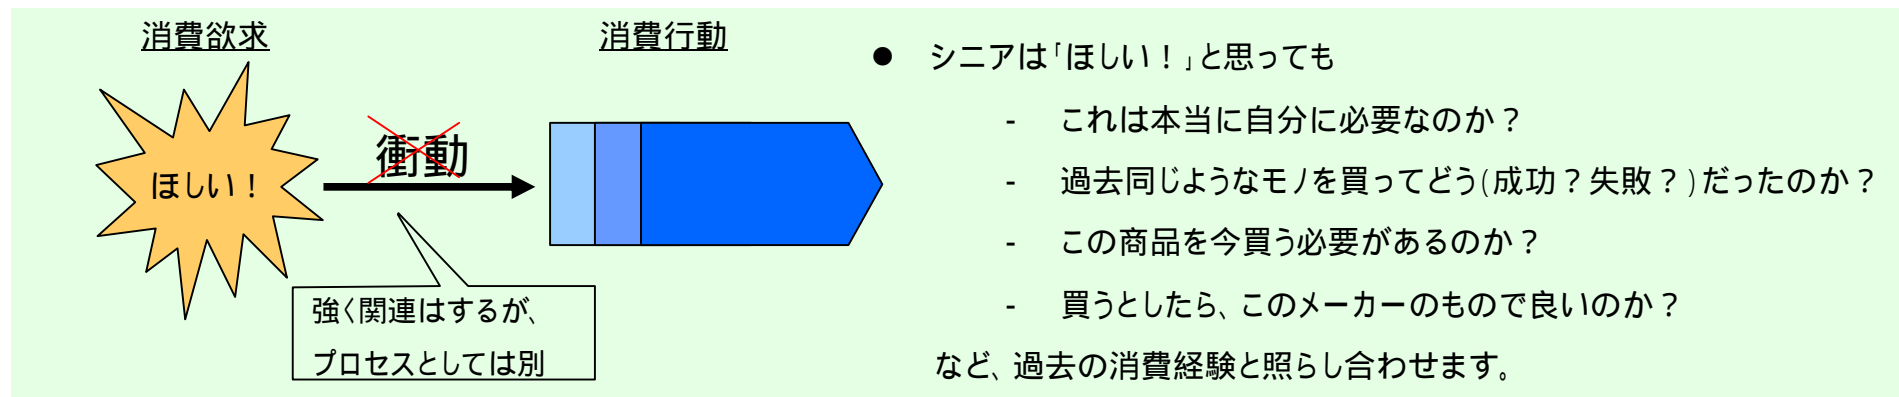 消費欲求
消費行動
ほしい！
衝動
強く関連はするが、
プロセスとしては別
● シニアは「ほしい！」と思っても
- これは本当に自分に必要なのか？
- 過去同じようなモノを買ってどう(成功？失敗？)だったのか？
- この商品を今買う必要があるのか？
- 買うとしたら、このメーカーのもので良いのか？
など、過去の消費経験と照らし合わせます。